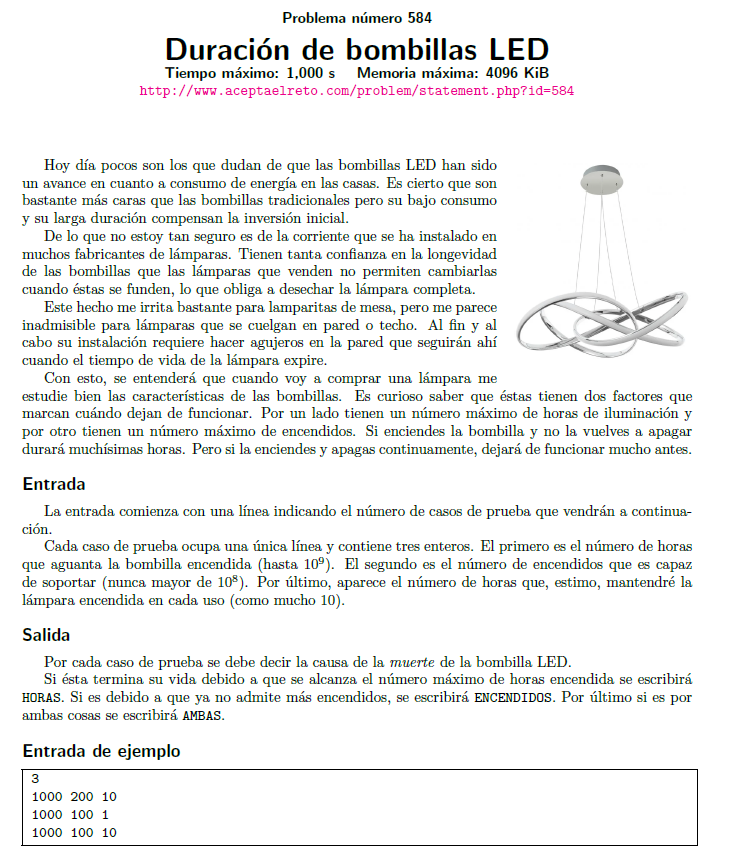 Problema número 584
Duración de bombillas LED
Tiempo máximo: 1,000 s Memoria máxima: 4096 KiB
http://www.aceptaelreto.com/problem/statement.php?id=584
Hoy día pocos son los que dudan de que las bombillas LED han sido
un avance en cuanto a consumo de energía en las casas. Es cierto que son
bastante más caras que las bombillas tradicionales pero su bajo consumo
y su larga duración compensan la inversión inicial.
De lo que no estoy tan seguro es de la corriente que se ha instalado en
muchos fabricantes de lámparas. Tienen tanta confianza en la longevidad
de las bombillas que las lámparas que venden no permiten cambiarlas
cuando éstas se funden, lo que obliga a desechar la lámpara completa.
Este hecho me irrita bastante para lamparitas de mesa, pero me parece
inadmisible para lámparas que se cuelgan en pared o techo. Al fin y al
cabo su instalación requiere hacer agujeros en la pared que seguirán ahí
cuando el tiempo de vida de la lámpara expire.
Con esto, se entenderá que cuando voy a comprar una lámpara me
estudie bien las características de las bombillas. Es curioso saber que éstas tienen dos factores que
marcan cuándo dejan de funcionar. Por un lado tienen un número máximo de horas de iluminación y
por otro tienen un número máximo de encendidos. Si enciendes la bombilla y no la vuelves a apagar
durará muchísimas horas. Pero si la enciendes y apagas continuamente, dejará de funcionar mucho antes.
Entrada
La entrada comienza con una línea indicando el número de casos de prueba que vendrán a continua-
ción.
Cada caso de prueba ocupa una única línea y contiene tres enteros. El primero es el número de horas
que aguanta la bombilla encendida (hasta 10⁹). El segundo es el número de encendidos que es capaz
de soportar (nunca mayor de 10⁸). Por último, aparece el número de horas que, estimo, mantendré la
lámpara encendida en cada uso (como mucho 10).
Salida
Por cada caso de prueba se debe decir la causa de la muerte de la bombilla LED.
Si ésta termina su vida debido a que se alcanza el número máximo de horas encendida se escribirá
HORAS. Si es debido a que ya no admite más encendidos, se escribirá ENCENDIDOS. Por último si es por
ambas cosas se escribirá AMBAS.
Entrada de ejemplo
3
1000 200 10
1000 100 1
1000 100 10